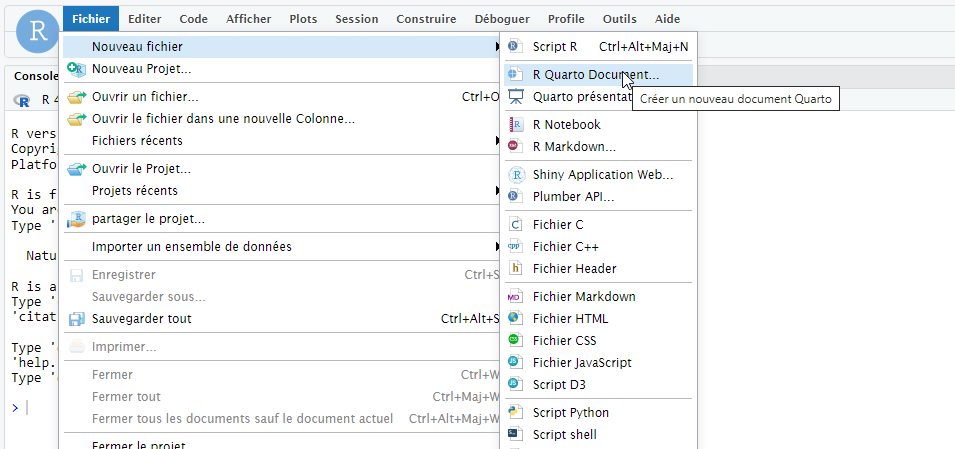 R
Fichier Editer Code Afficher Plots Session Construire Déboguer Profile Outils Aide
Console
R 4
R vers
Copyrig
Platfo
R is f
You are
Type '
Natu
R is a
Type '
'citat
Type '
'help.
Type '
>
Nouveau fichier
Nouveau Projet...
Ouvrir un fichier... Ctrl+O
Ouvrir le fichier dans une nouvelle Colonne...
Fichiers récents
Ouvrir le Projet...
Projets récents
partager le projet...
Importer un ensemble de données
Enregistrer Ctrl+S
Sauvegarder sous...
Sauvegarder tout Ctrl+Alt+S
Imprimer...
Fermer Ctrl+W
Fermer tout Ctrl+Maj+W
Fermer tous les documents sauf le document actuel Ctrl+Alt+Maj+W
Fermer le projet
Script R Ctrl+Alt+Maj+N
R Quarto Document...
Quarto présentat
Créer un nouveau document Quarto
R Notebook
R Markdown...
Shiny Application Web...
Plumber API...
Fichier C
Fichier C++
Fichier Header
Fichier Markdown
Fichier HTML
Fichier CSS
Fichier JavaScript
Script D3
Script Python
Script shell